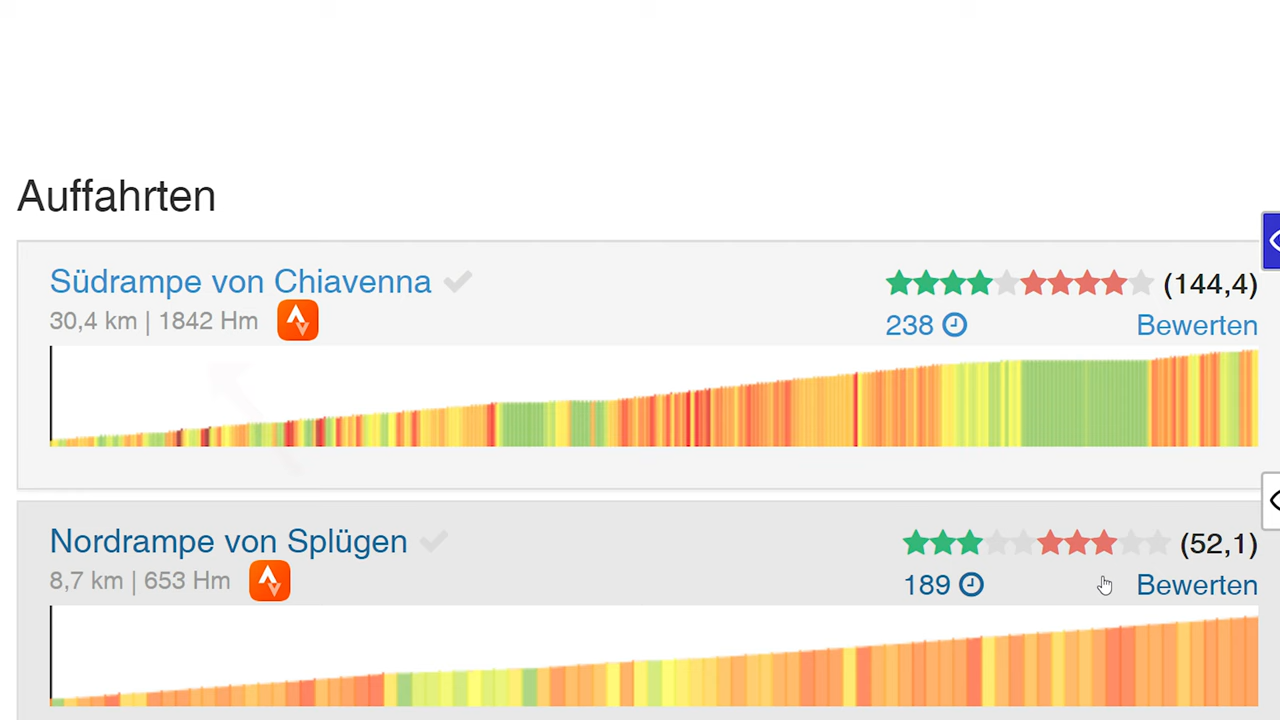 Auffahrten
Südrampe von Chiavenna
(144,4)
30,4 km | 1842 Hm
238
Bewerten
Nordrampe von Splügen
(52,1)
8,7 km | 653 Hm
189
Bewerten